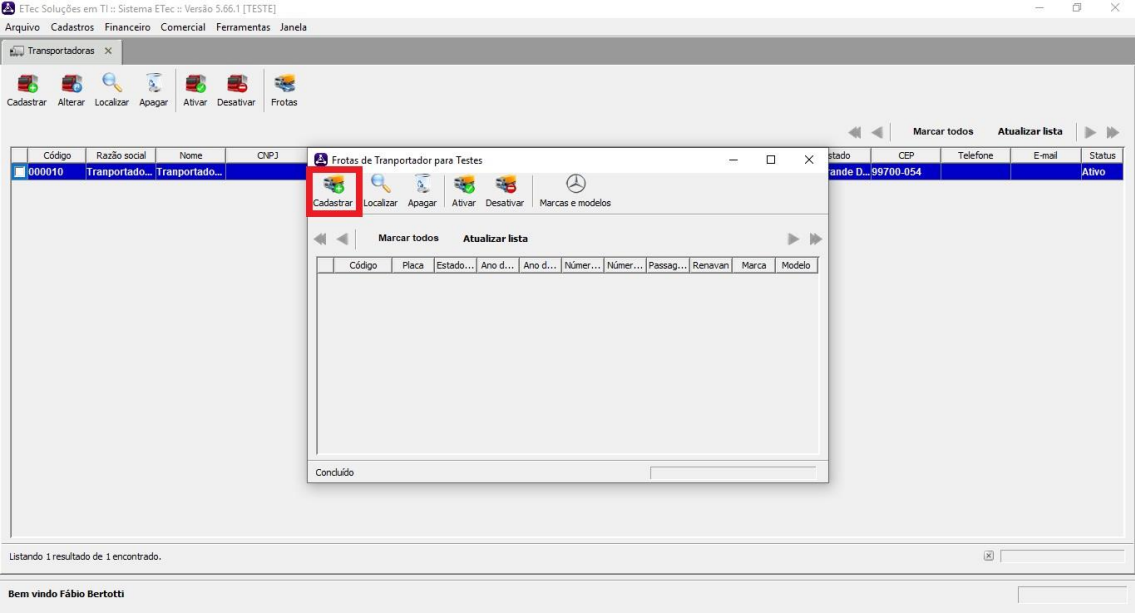 ETec Soluções em TI :: Sistema ETec :: Versão 5.66.1 [TESTE]
Arquivo Cadastros Financeiro Comercial Ferramentas Janela
Transportadoras
Cadastrar Alterar Localizar Apagar Ativar Desativar Frotas
Marcar todos Atualizar lista
Código Razão social Nome CNPJ stado CEP Telefone E-mail Status
000010 Tranportado... Tranportado... rande D... 99700-054 Ativo
Frotas de Tranportador para Testes
Cadastrar Localizar Apagar Ativar Desativar Marcas e modelos
Marcar todos Atualizar lista
Código Placa Estado... Ano d... Ano d... Númer... Númer... Passag... Renavan Marca Modelo
Concluído
Listando 1 resultado de 1 encontrado.
Bem vindo Fábio Bertotti